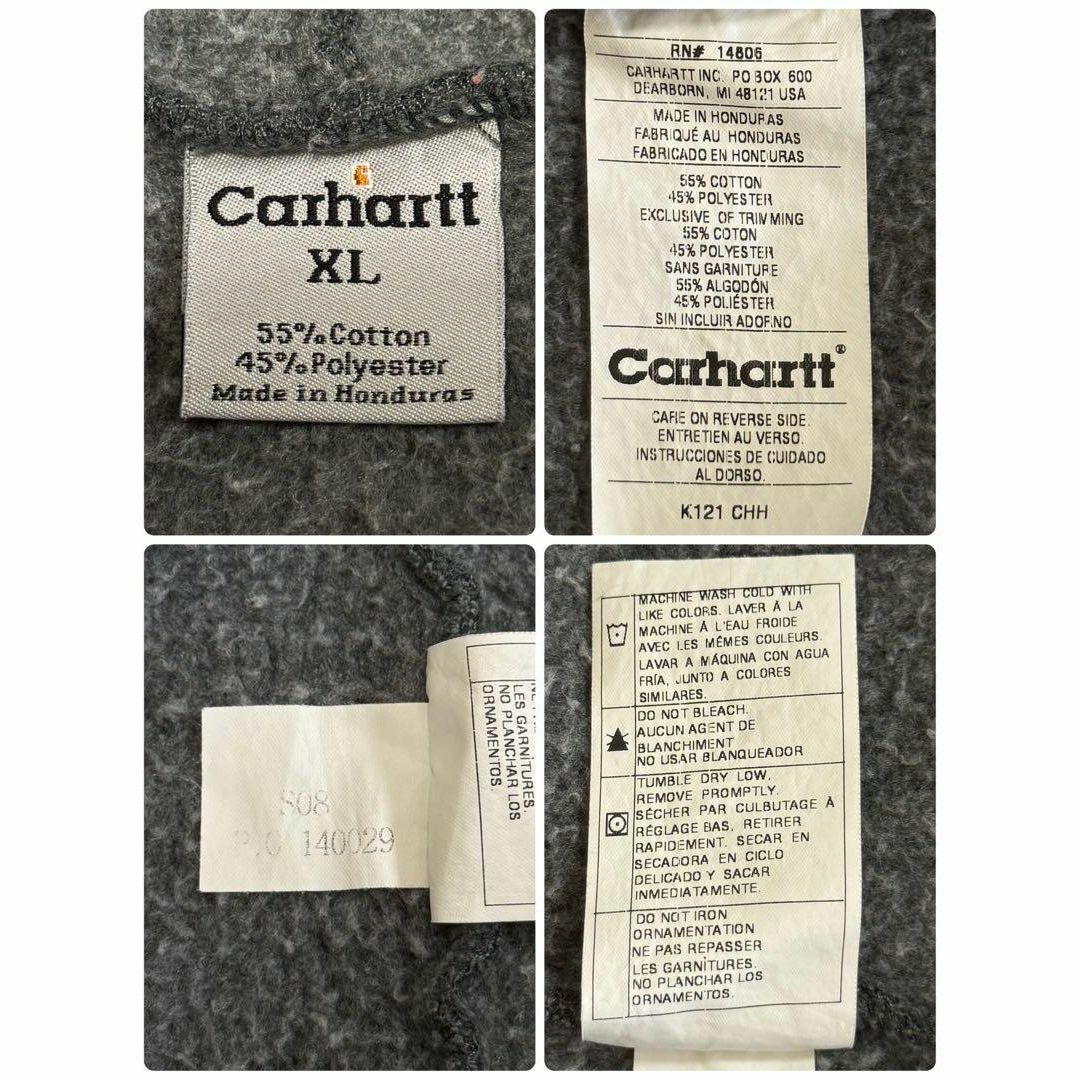 Carhartt
XL
55% Cotton
45% Polyester
Made in Honduras
RN# 14806
CARHARTT INC. PO BOX 600
DEARBORN, MI 48121 USA
MADE IN HONDURAS
FABRIQUÉ AU HONDURAS
FABRICADO EN HONDURAS
55% COTTON
45% POLYESTER
EXCLUSIVE OF TRIMMING
55% COTON
45% POLYESTER
SANS GARNITURE
55% ALGODÓN
45% POLIÉSTER
SIN INCLUIR ADORNO
Carhartt®
CARE ON REVERSE SIDE.
ENTRETIEN AU VERSO.
INSTRUCCIONES DE CUIDADO
AL DORSO.
K121 CHH
S08
140029
LES GARNITURES.
NO PLANCHAR LOS
ORNAMENTOS.
MACHINE WASH COLD WITH
LIKE COLORS. LAVER À LA
MACHINE À L'EAU FROIDE
AVEC LES MÊMES COULEURS.
LAVAR A MÁQUINA CON AGUA
FRÍA, JUNTO A COLORES
SIMILARES.
DO NOT BLEACH.
AUCUN AGENT DE
BLANCHIMENT
NO USAR BLANQUEADOR
TUMBLE DRY LOW.
REMOVE PROMPTLY.
SÉCHER PAR CULBUTAGE À
RÉGLAGE BAS, RETIRER
RAPIDEMENT. SECAR EN
SECADORA EN CICLO
DELICADO Y SACAR
INMEDIATAMENTE.
DO NOT IRON
ORNAMENTATION
NE PAS REPASSER
LES GARNITURES.
NO PLANCHAR LOS
ORNAMENTOS.